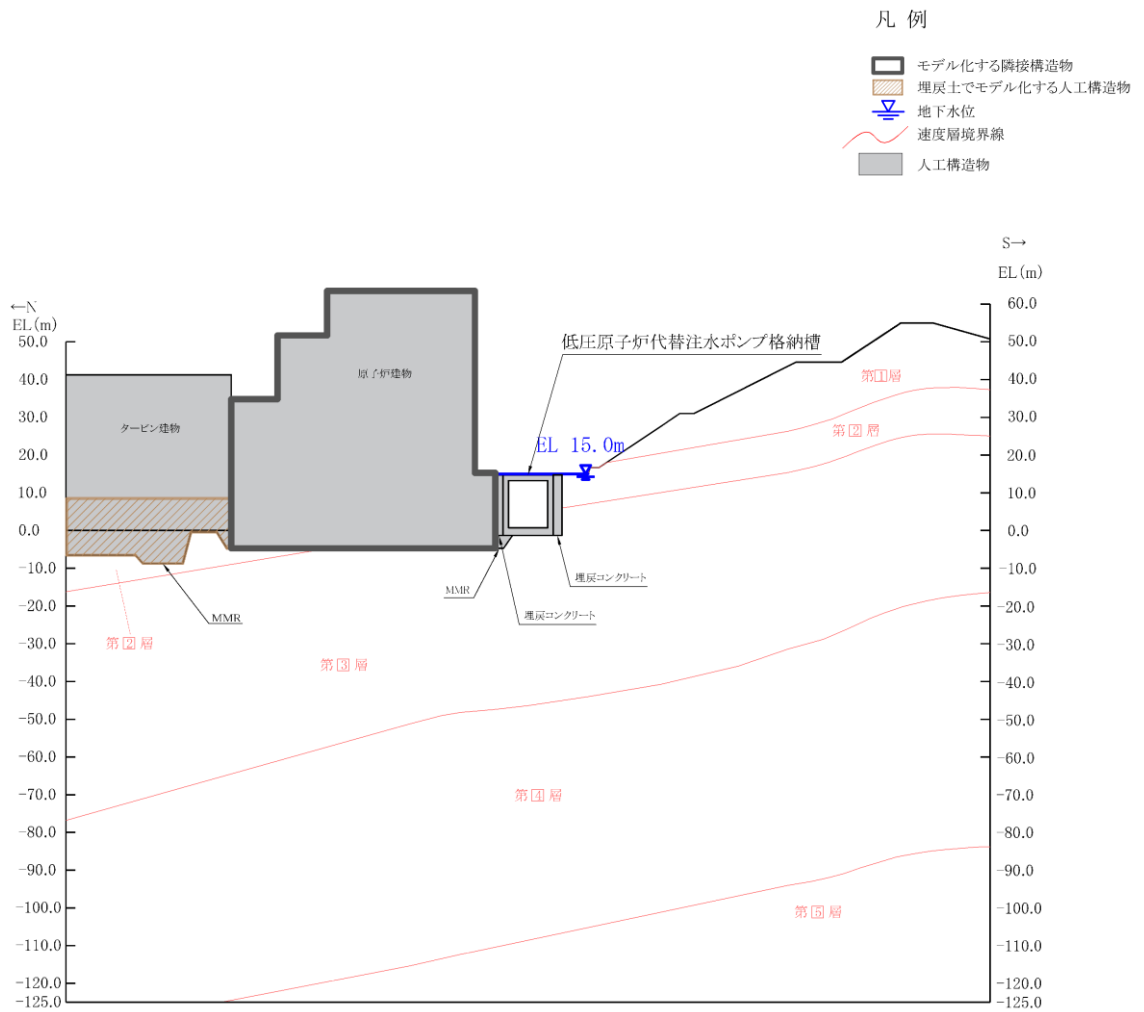 凡 例
モデル化する隣接構造物
埋戻土でモデル化する人工構造物
地下水位
速度層境界線
人工構造物
S→
EL(m)
←N
EL(m)
60.0
50.0
40.0
30.0
20.0
10.0
0.0
-10.0
-20.0
-30.0
-40.0
-50.0
-60.0
-70.0
-80.0
-90.0
-100.0
-110.0
-120.0
-125.0
50.0
40.0
30.0
20.0
10.0
0.0
-10.0
-20.0
-30.0
-40.0
-50.0
-60.0
-70.0
-80.0
-90.0
-100.0
-110.0
-120.0
-125.0
低圧原子炉代替注水ポンプ格納槽
原子炉建物
第1層
タービン建物
第2層
EL 15.0m
埋戻コンクリート
MMR
埋戻コンクリート
MMR
第2層
第3層
第4層
第5層